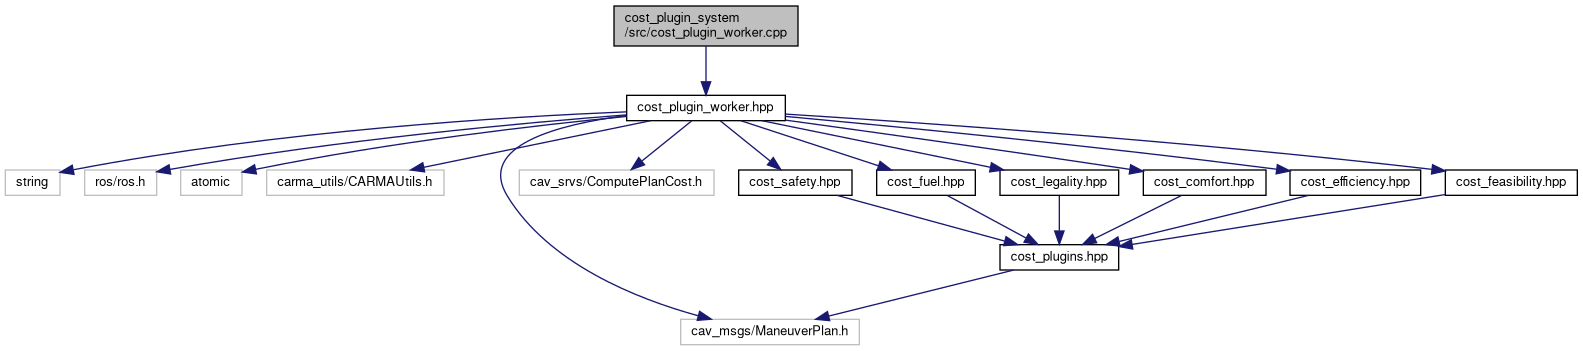 cost_plugin_system
/src/cost_plugin_worker.cpp
cost_plugin_worker.hpp
string
ros/ros.h
atomic
carma_utils/CARMAUtils.h
cav_srvs/ComputePlanCost.h
cost_safety.hpp
cost_fuel.hpp
cost_legality.hpp
cost_comfort.hpp
cost_efficiency.hpp
cost_feasibility.hpp
cost_plugins.hpp
cav_msgs/ManeuverPlan.h